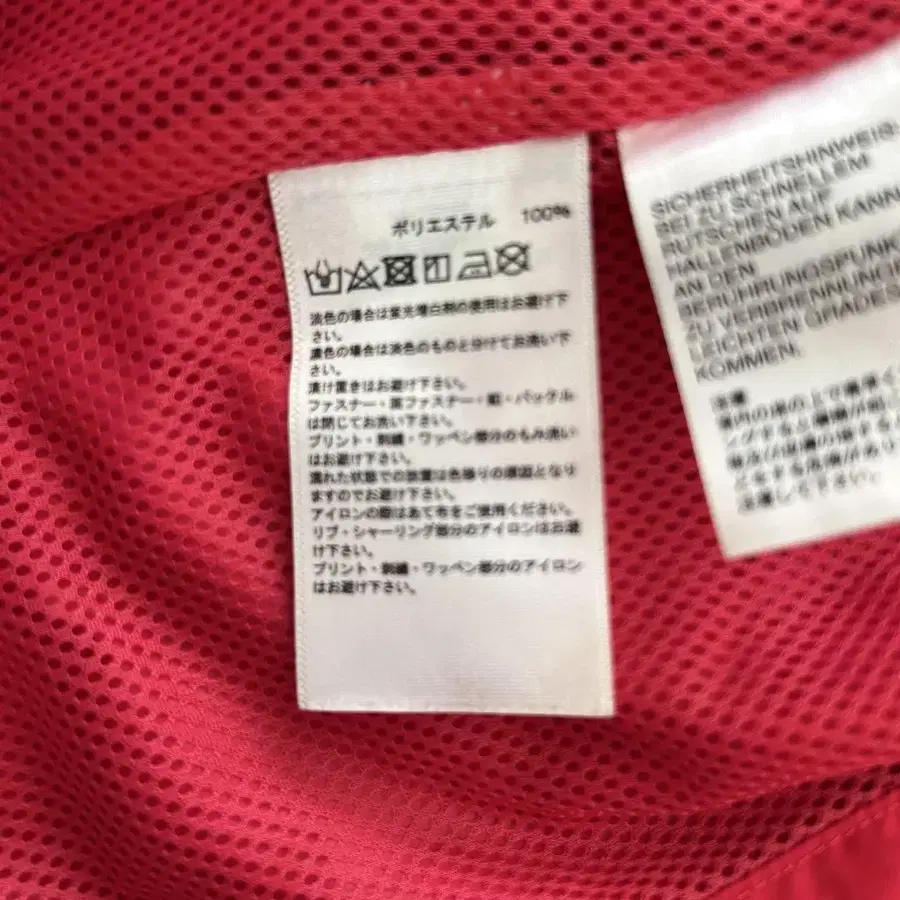 ポリエステル 100%
淡色の場合は蛍光増白剤の使用はお避け下
さい。
濃色の場合は淡色のものと分けてお洗い下
さい。
漬け置きはお避け下さい。
ファスナー・面ファスナー・釦・バックル
は閉じてお洗い下さい。
プリント・刺繍・ワッペン部分のもみ洗い
はお避け下さい。
濡れた状態での放置は色移りの原因となり
ますのでお避け下さい。
アイロンの際はあて布をご使用ください。
リブ・シャーリング部分のアイロンはお避
け下さい。
プリント・刺繍・ワッペン部分のアイロン
はお避け下さい。
SICHERHEITSHINWEIS:
BEI ZU SCHNELLEM
RUTSCHEN AUF
HALLENBÖDEN KANN
AN DEN
BERÜHRUNGSPUNK
ZU VERBRENNUNG
LEICHTEN GRADES
KOMMEN.
注意